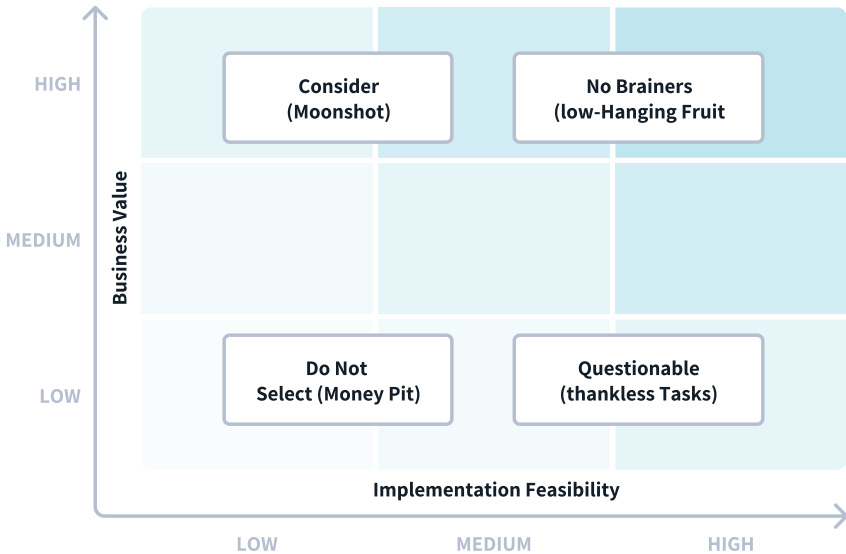 HIGH
Consider
(Moonshot)
No Brainers
(low-Hanging Fruit
MEDIUM
Business Value
LOW
Do Not
Select (Money Pit)
Questionable
(thankless Tasks)
Implementation Feasibility
LOW
MEDIUM
HIGH